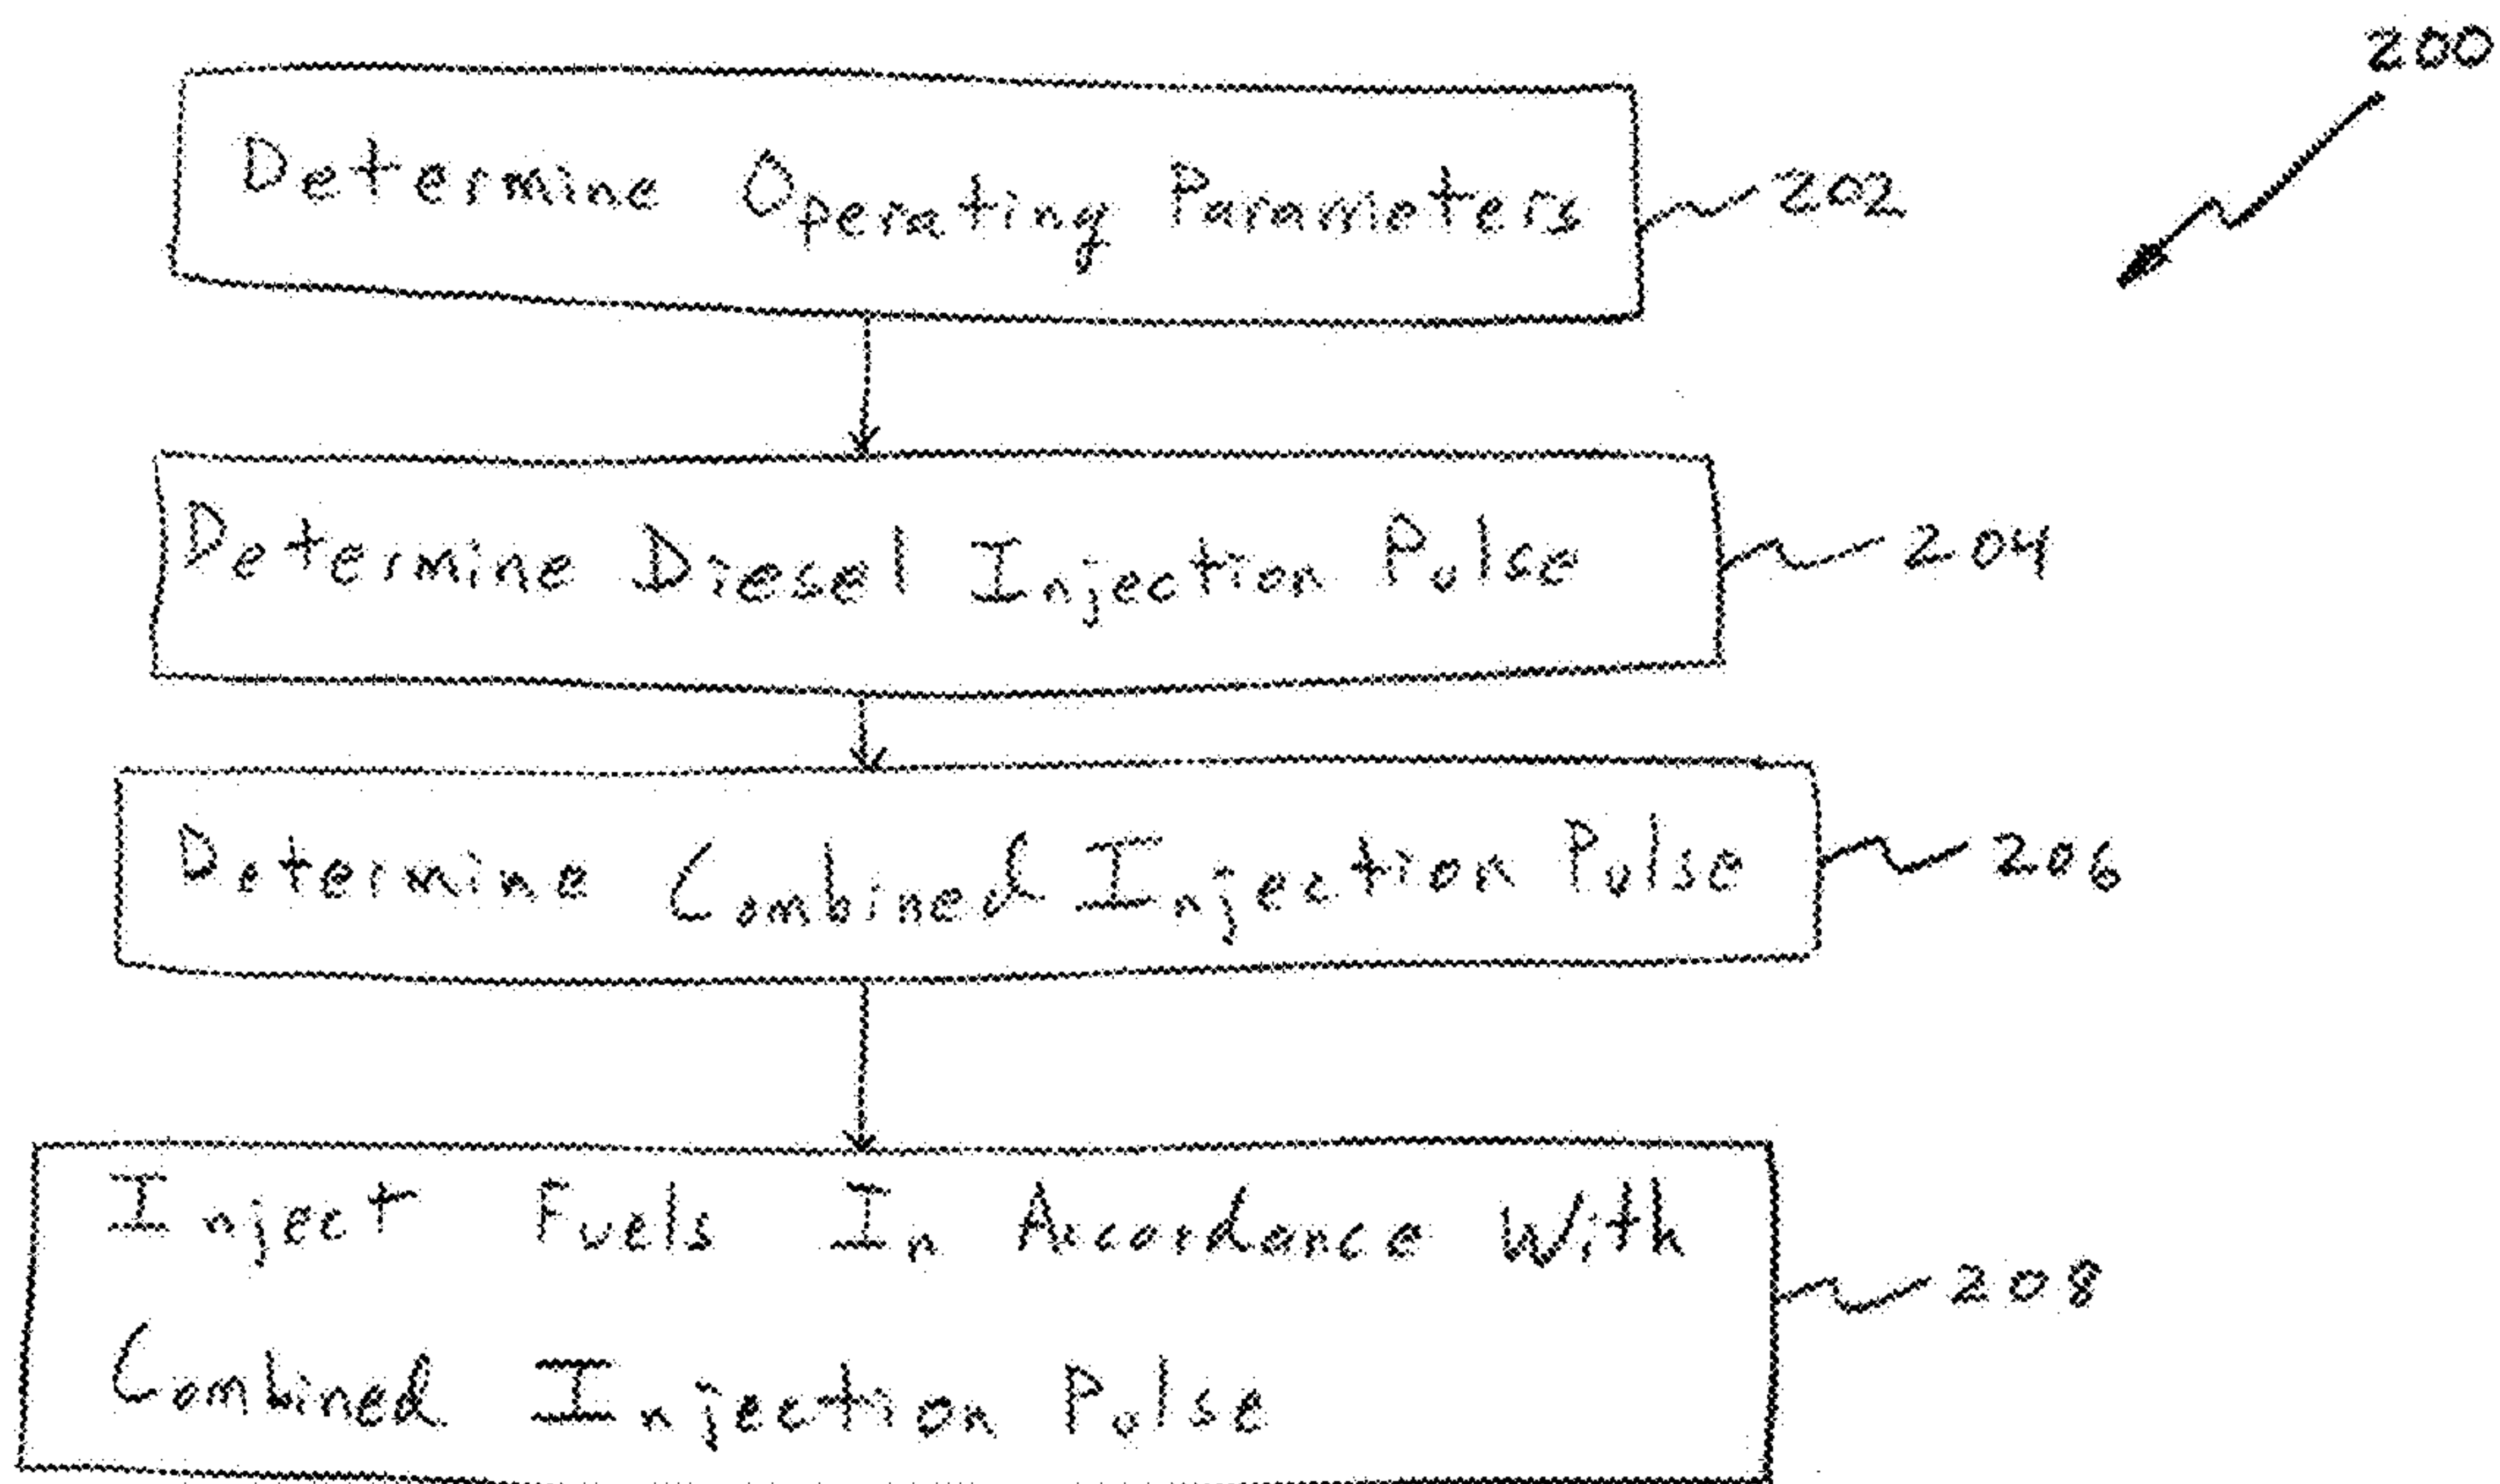 200
Determine Operating Parameters
202
Determine Diesel Injection Pulse
204
Determine Combined Injection Pulse
206
Inject Fuels In Accordence With
208
Combined Injection Pulse